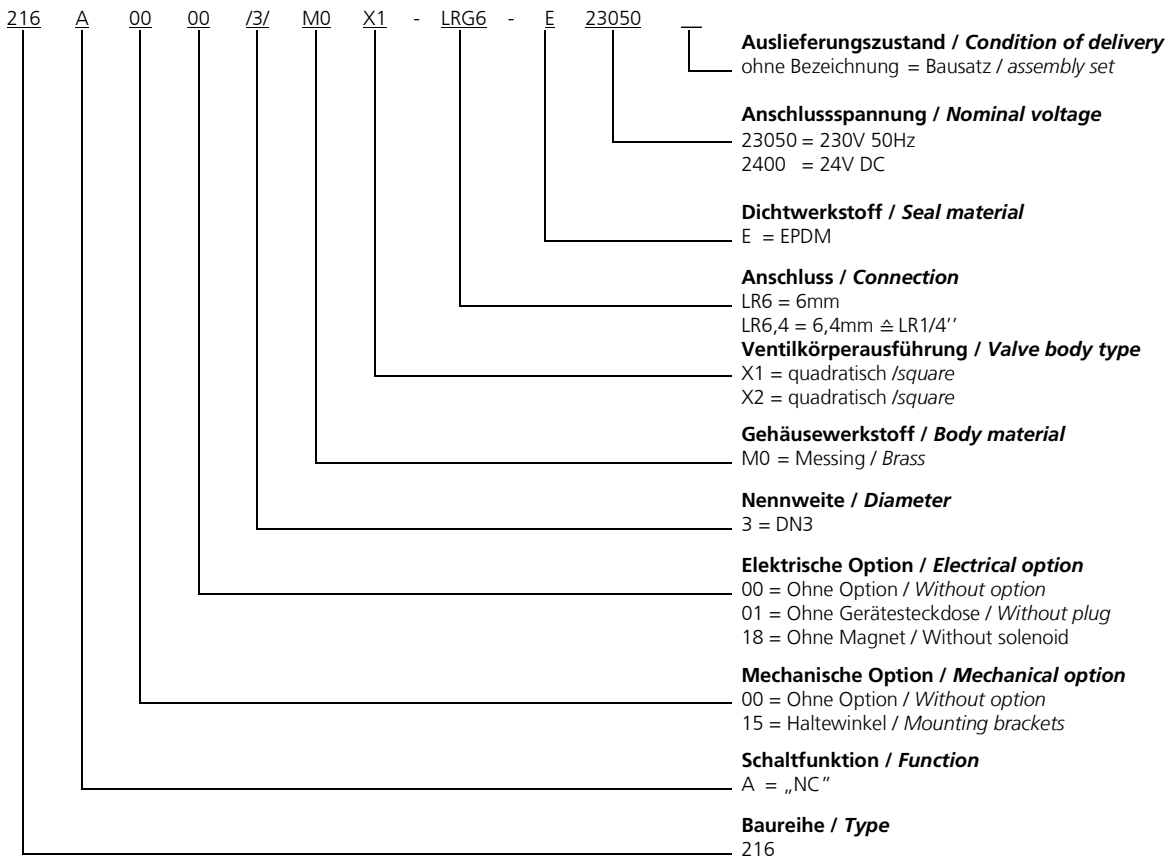 216 A 00 00 /3/ M0 X1 - LRG6 - E 23050 __
Auslieferungszustand / Condition of delivery
ohne Bezeichnung = Bausatz / assembly set
Anschlussspannung / Nominal voltage
23050 = 230V 50Hz
2400 = 24V DC
Dichtwerkstoff / Seal material
E = EPDM
Anschluss / Connection
LR6 = 6mm
LR6,4 = 6,4mm ≙ LR1/4''
Ventilkörperausführung / Valve body type
X1 = quadratisch /square
X2 = quadratisch /square
Gehäusewerkstoff / Body material
M0 = Messing / Brass
Nennweite / Diameter
3 = DN3
Elektrische Option / Electrical option
00 = Ohne Option / Without option
01 = Ohne Gerätesteckdose / Without plug
18 = Ohne Magnet / Without solenoid
Mechanische Option / Mechanical option
00 = Ohne Option / Without option
15 = Haltewinkel / Mounting brackets
Schaltfunktion / Function
A = „NC"
Baureihe / Type
216